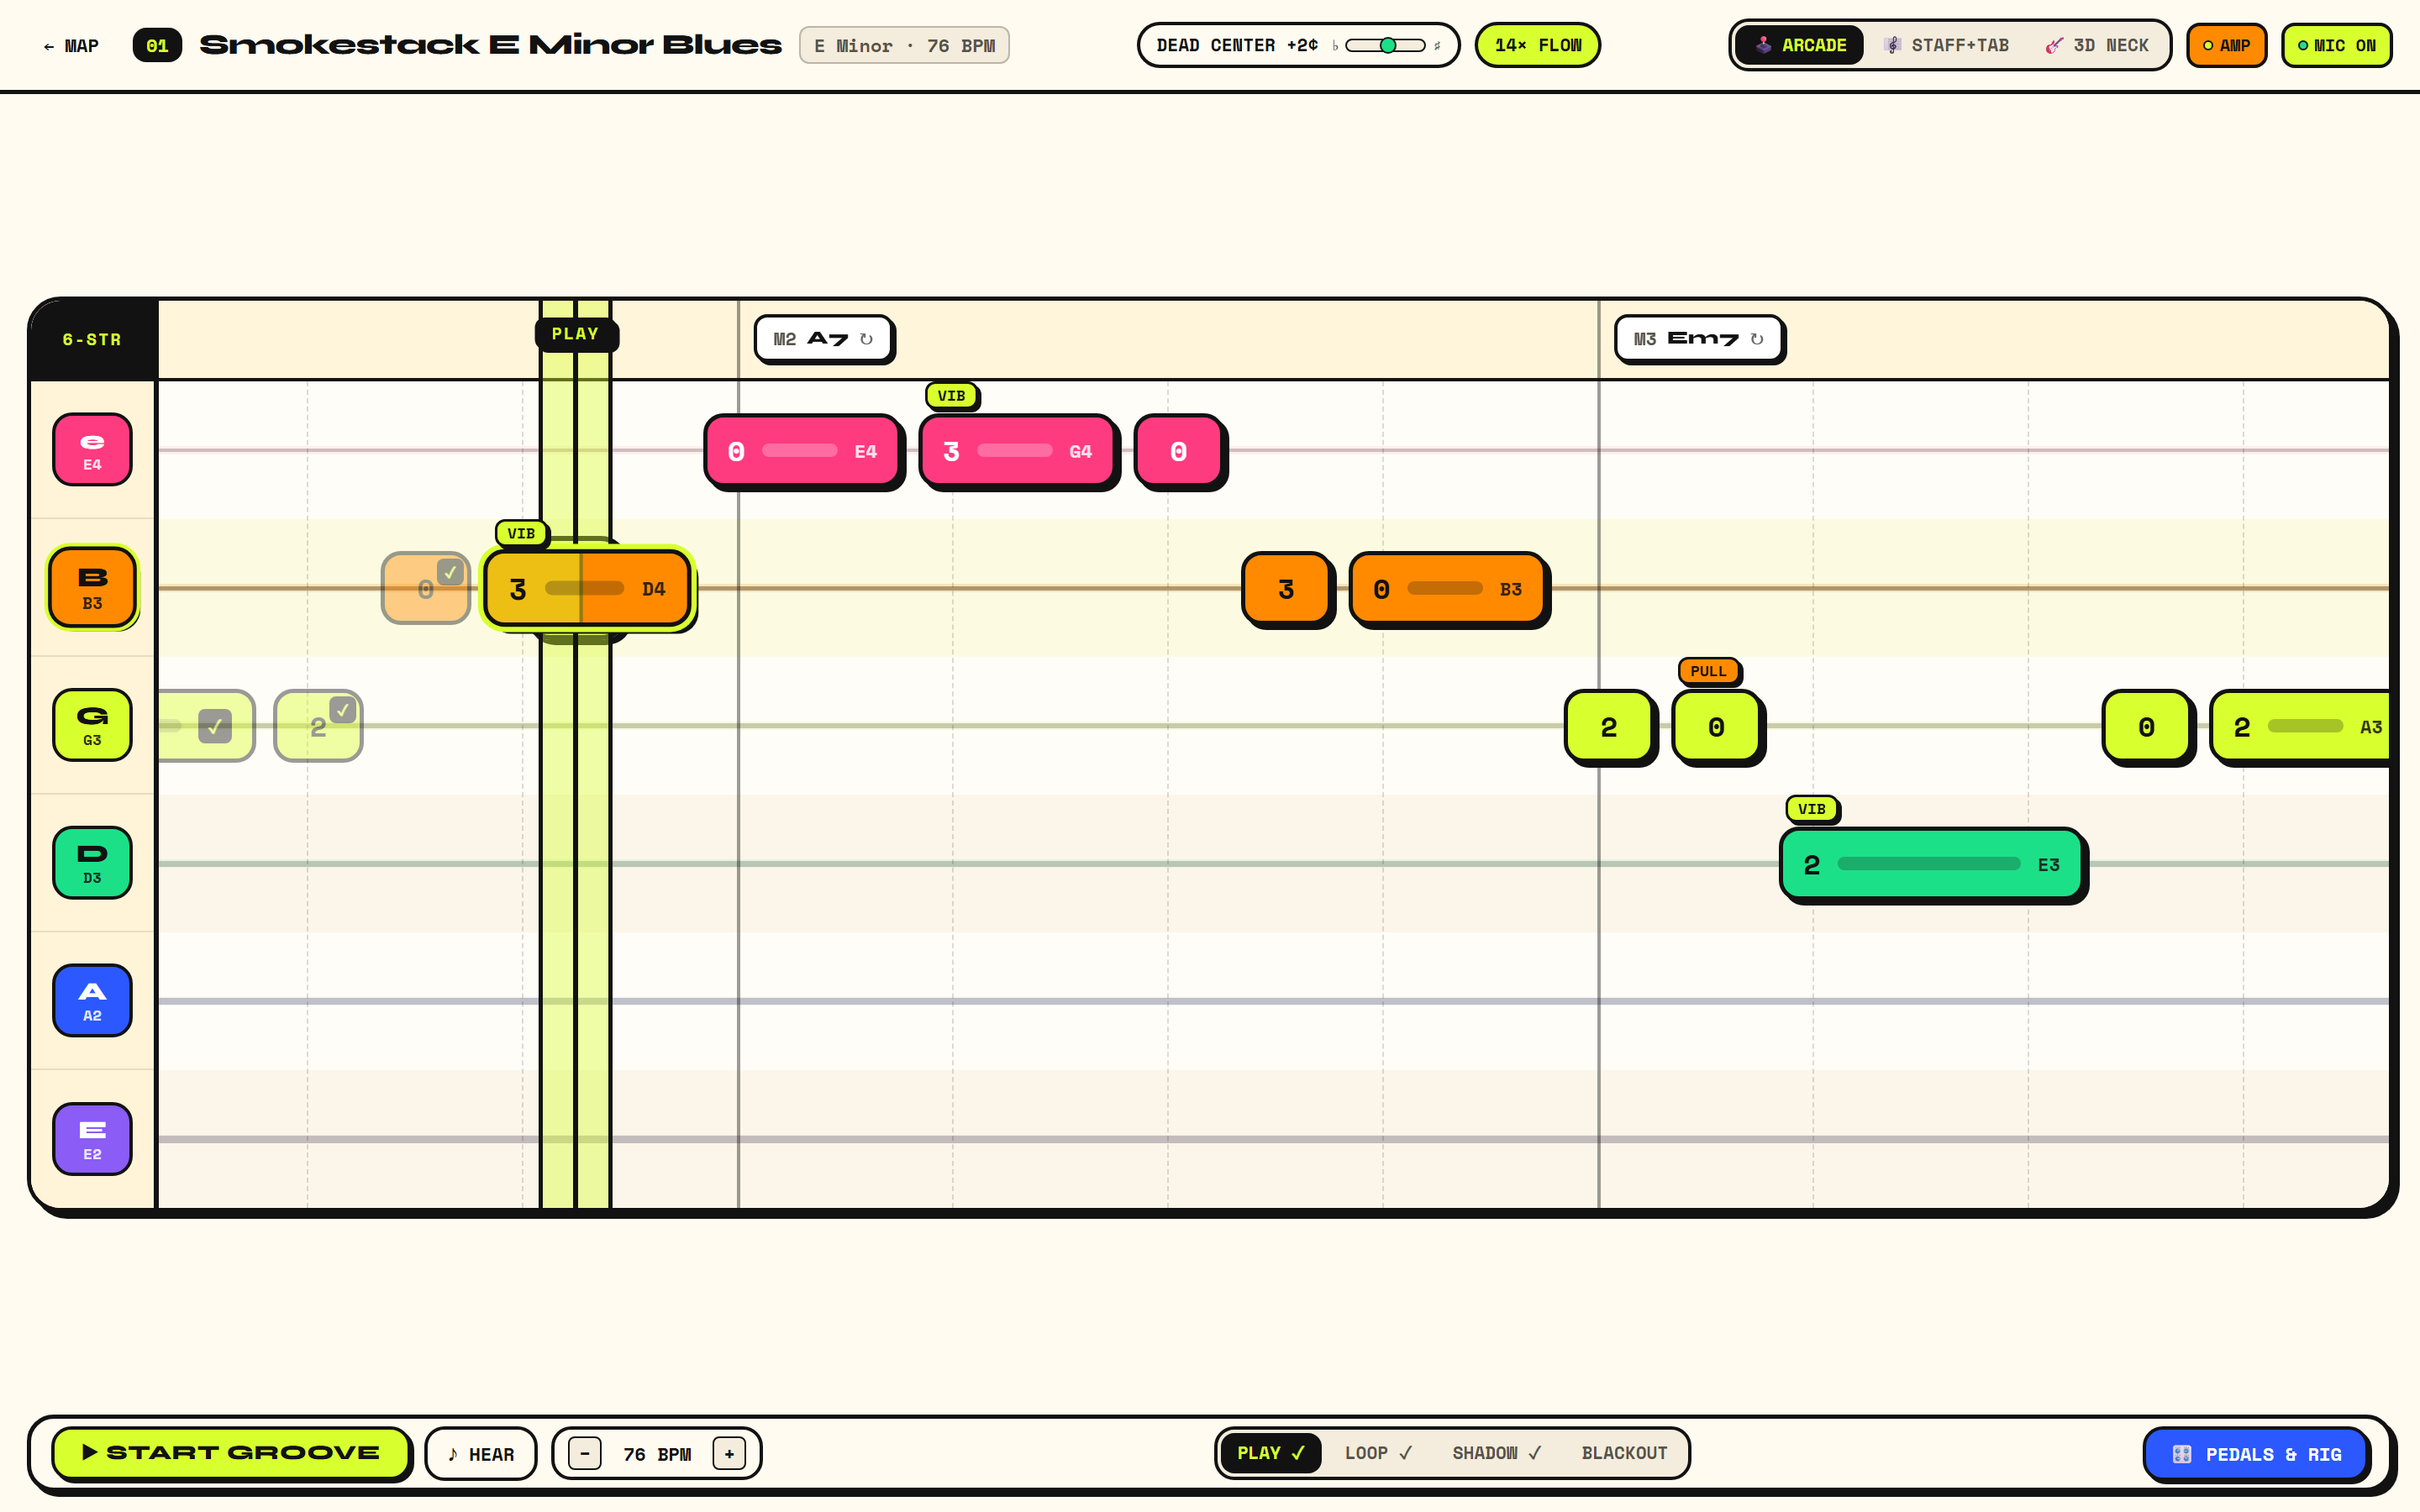 ← MAP 01 Smokestack E Minor Blues E Minor · 76 BPM DEAD CENTER +2¢ ♭ ♯ 14× FLOW ARCADE STAFF+TAB 3D NECK AMP MIC ON
6-STR PLAY M2 A7 ↻ M3 Em7 ↻
VIB
e 0 E4 3 G4 0
E4
VIB
B 0 ✓ 3 D4 3 0 B3
B3
PULL
G ✓ 2 ✓ 2 0 0 2 A3
G3
VIB
D 2 E3
D3
A
A2
E
E2
▶ START GROOVE ♪ HEAR - 76 BPM + PLAY ✓ LOOP ✓ SHADOW ✓ BLACKOUT PEDALS & RIG